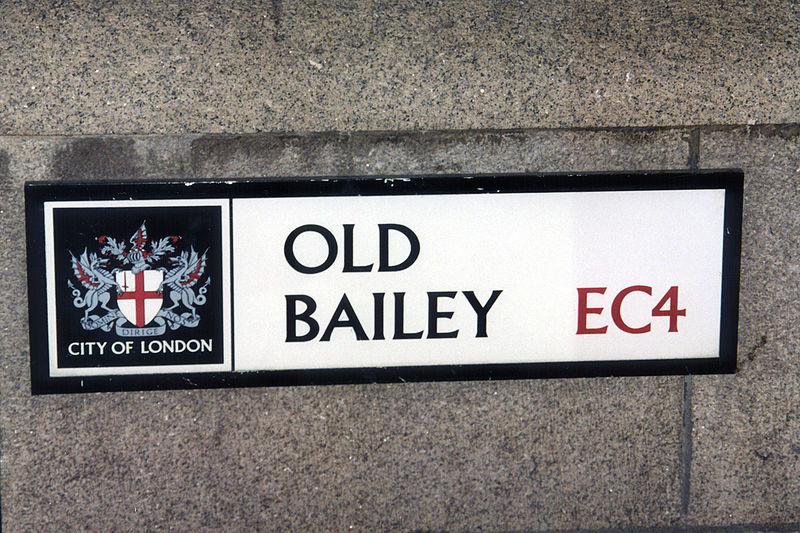 DIRIGE
CITY OF LONDON
OLD
BAILEY
EC4